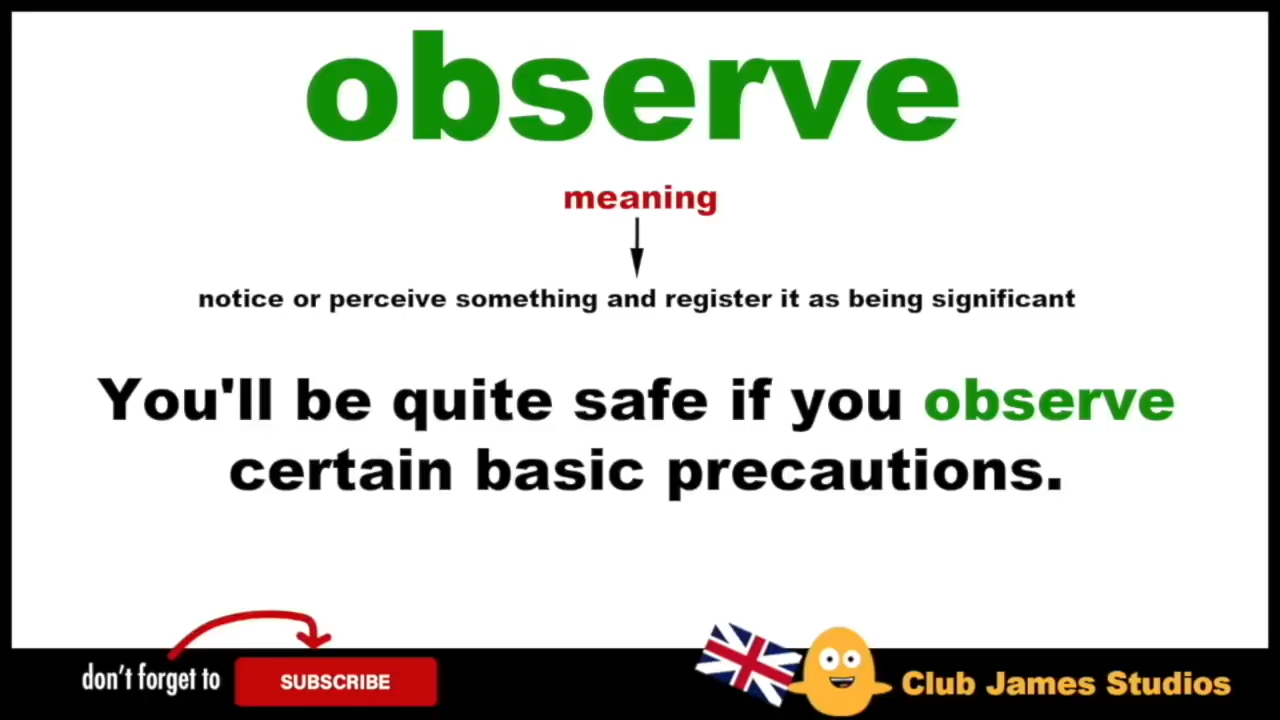 observe
meaning
notice or perceive something and register it as being significant
You'll be quite safe if you observe
certain basic precautions.
don't forget to SUBSCRIBE
Club James Studios